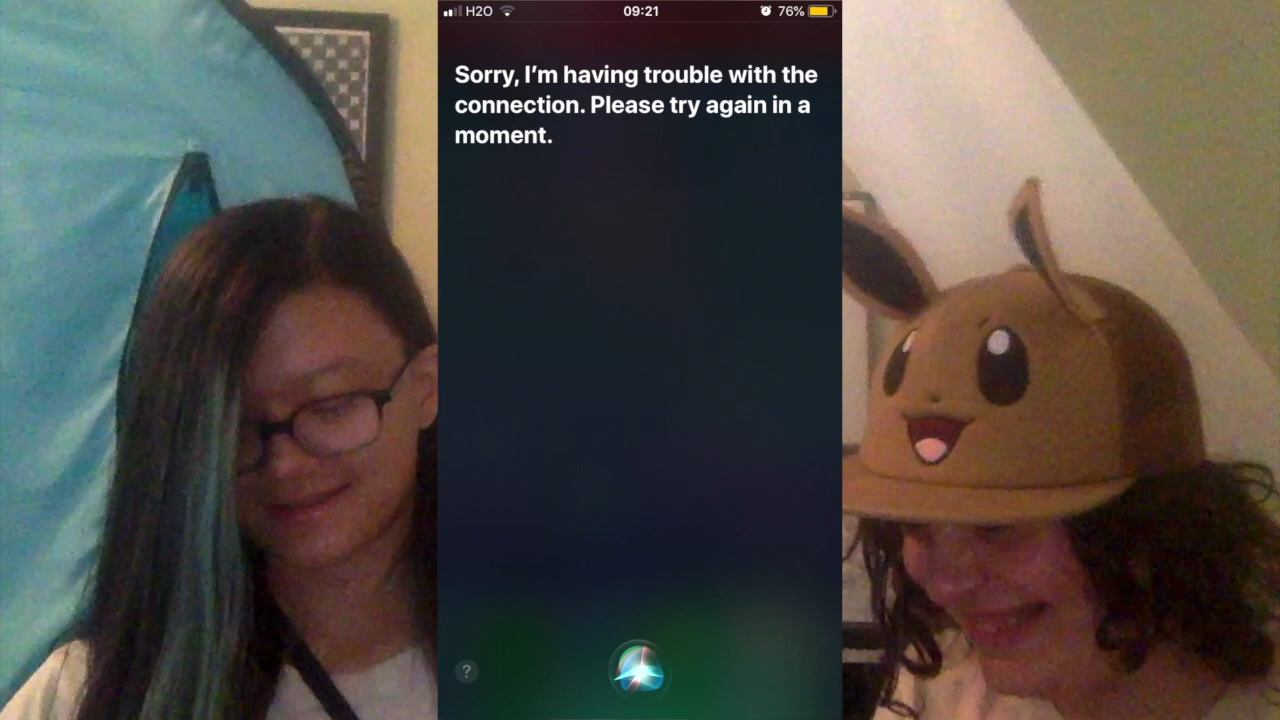 H2O 09:21 76%
Sorry, I’m having trouble with the
connection. Please try again in a
moment.
?